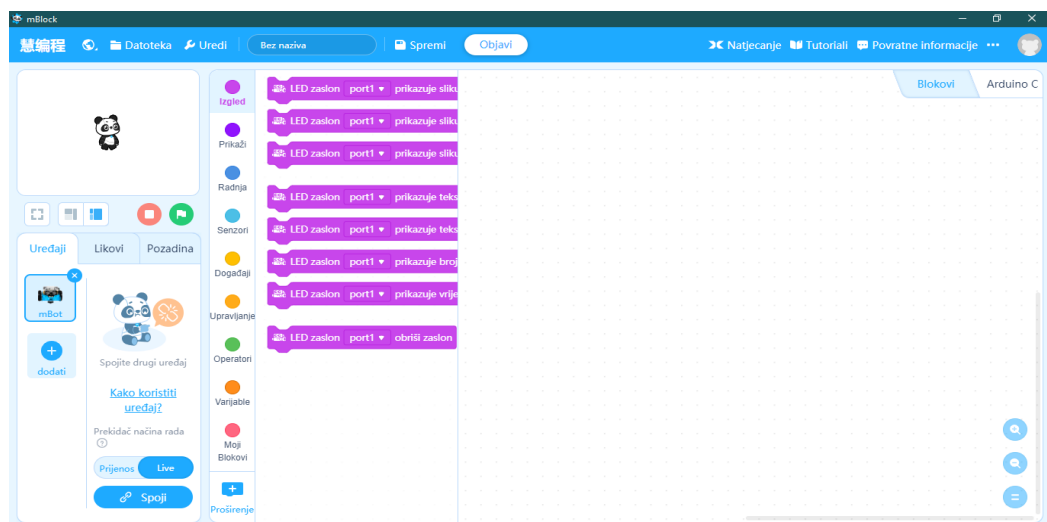 mBlock
慧编程 Datoteka Uredi Bez naziva Spremi Objavi Natjecanje Tutoriali Povratne informacije
Blokovi Arduino C
Izgled
Prikaži
Radnja
Senzori
Događaji
Upravljanje
Operatori
Varijable
Moji
Blokovi
Proširenje
LED zaslon port1 prikazuje sliku
LED zaslon port1 prikazuje sliku
LED zaslon port1 prikazuje sliku
LED zaslon port1 prikazuje teks
LED zaslon port1 prikazuje teks
LED zaslon port1 prikazuje broj
LED zaslon port1 prikazuje vrije
LED zaslon port1 obriši zaslon
Uređaji Likovi Pozadina
mBot
dodati
Spojite drugi uređaj
Kako koristiti
uređaj?
Prekidač načina rada
Prijenos Live
Spoji